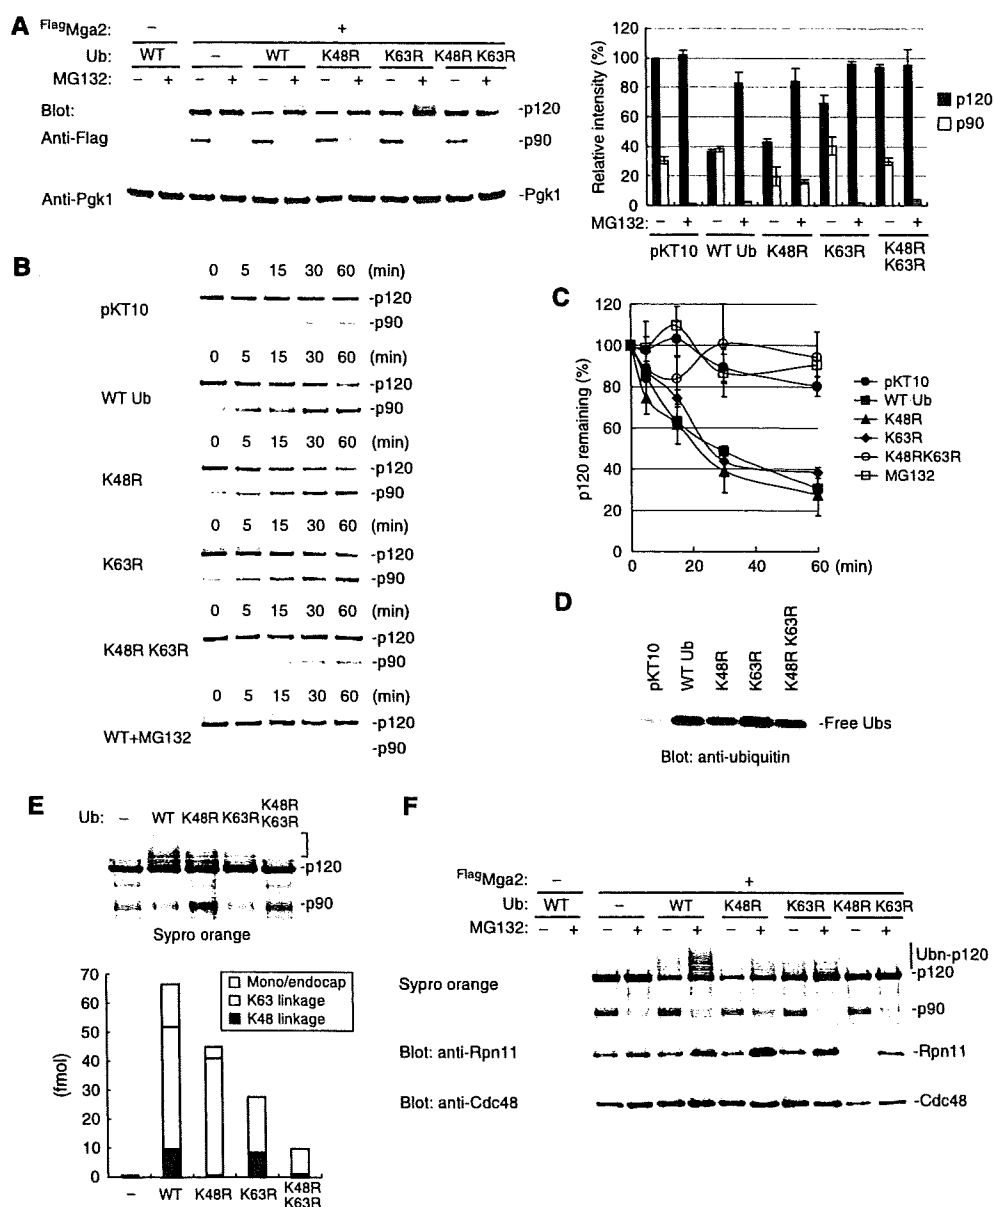 A
FlagMga2: – +
Ub: WT – WT K48R K63R K48R K63R
MG132: – + – + – + – + – + – +
Blot: -p120
Anti-Flag -p90
Anti-Pgk1 -Pgk1
Relative intensity (%)
120
100
80
60
40
20
0
p120
p90
MG132: – + – + – + – + – +
pKT10 WT Ub K48R K63R K48R K63R
B
0 5 15 30 60 (min)
pKT10 -p120
-p90
0 5 15 30 60 (min)
WT Ub -p120
-p90
0 5 15 30 60 (min)
K48R -p120
-p90
0 5 15 30 60 (min)
K63R -p120
-p90
0 5 15 30 60 (min)
K48R K63R -p120
-p90
0 5 15 30 60 (min)
WT+MG132 -p120
-p90
C
p120 remaining (%)
120
100
80
60
40
20
0
0 20 40 60 (min)
pKT10
WT Ub
K48R
K63R
K48RK63R
MG132
D
pKT10 WT Ub K48R K63R K48R K63R
-Free Ubs
Blot: anti-ubiquitin
E
Ub: – WT K48R K63R K48R K63R
-p120
-p90
Sypro orange
(fmol)
70
60
50
40
30
20
10
0
Mono/endocap
K63 linkage
K48 linkage
– WT K48R K63R K48R K63R
F
FlagMga2: – +
Ub: WT – WT K48R K63R K48R K63R
MG132: – + – + – + – + – + – +
Ubn-p120
Sypro orange -p120
-p90
Blot: anti-Rpn11 -Rpn11
Blot: anti-Cdc48 -Cdc48